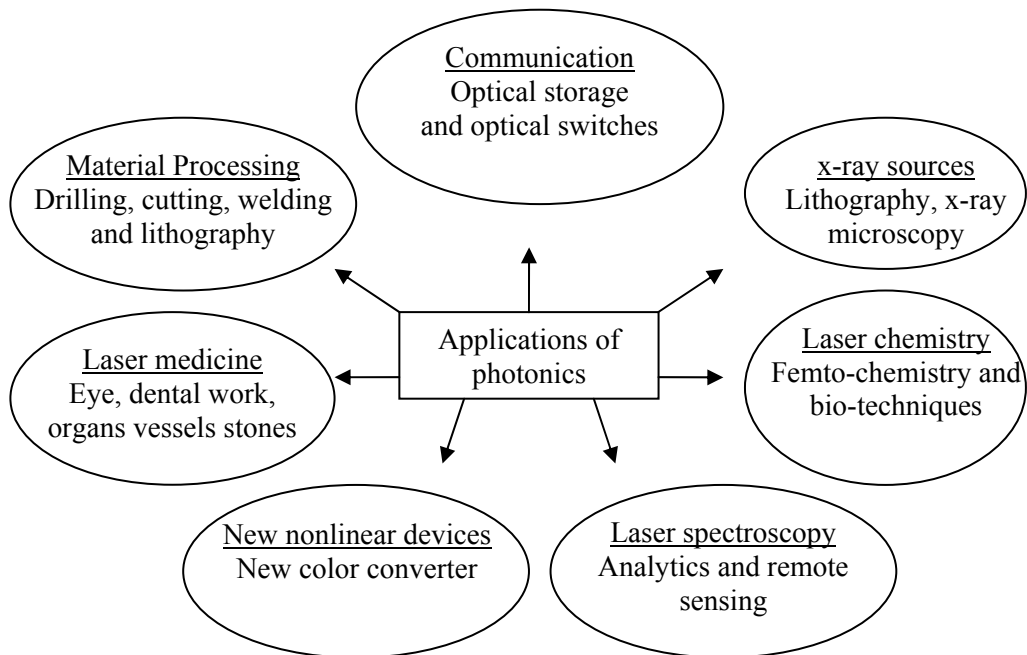 Communication
Optical storage
and optical switches
Material Processing
Drilling, cutting, welding
and lithography
x-ray sources
Lithography, x-ray
microscopy
Applications of
photonics
Laser medicine
Eye, dental work,
organs vessels stones
Laser chemistry
Femto-chemistry and
bio-techniques
New nonlinear devices
New color converter
Laser spectroscopy
Analytics and remote
sensing